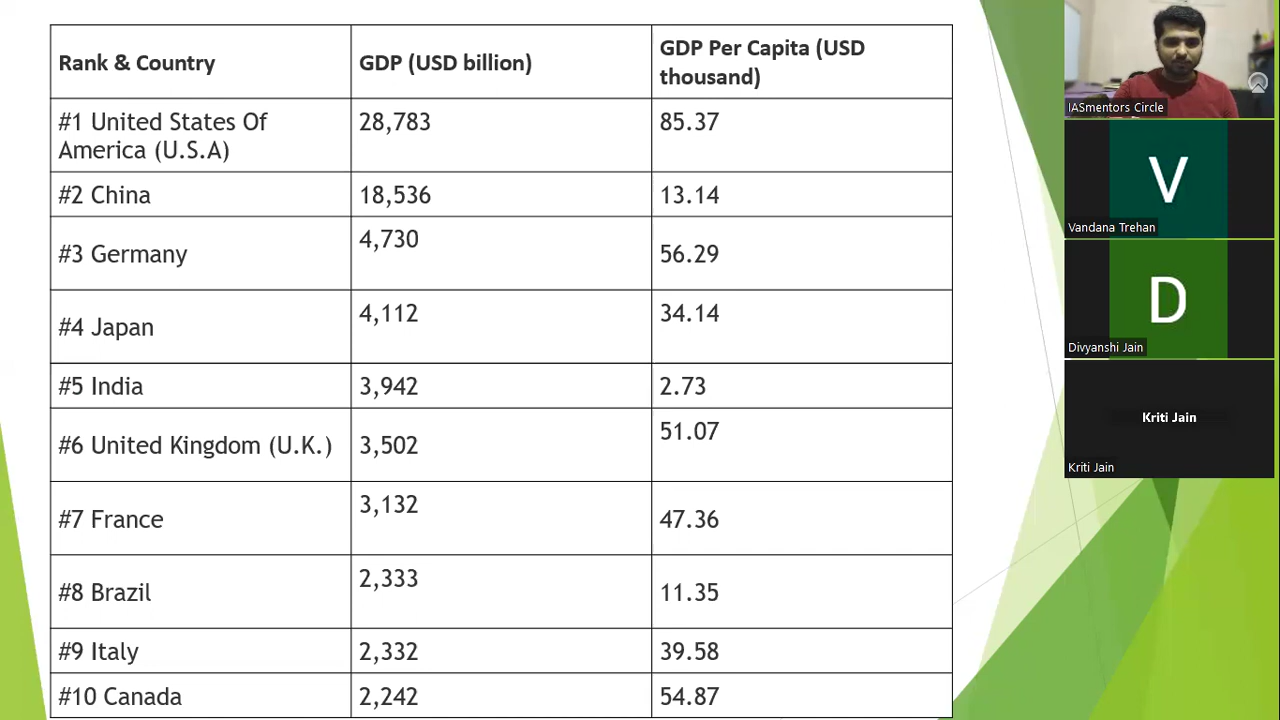 Rank & Country
GDP (USD billion)
GDP Per Capita (USD
thousand)
#1 United States Of
America (U.S.A)
28,783
85.37
#2 China
18,536
13.14
#3 Germany
4,730
56.29
#4 Japan
4,112
34.14
#5 India
3,942
2.73
#6 United Kingdom (U.K.)
3,502
51.07
#7 France
3,132
47.36
#8 Brazil
2,333
11.35
#9 Italy
2,332
39.58
#10 Canada
2,242
54.87
IASmentors Circle
V
Vandana Trehan
D
Divyanshi Jain
Kriti Jain
Kriti Jain